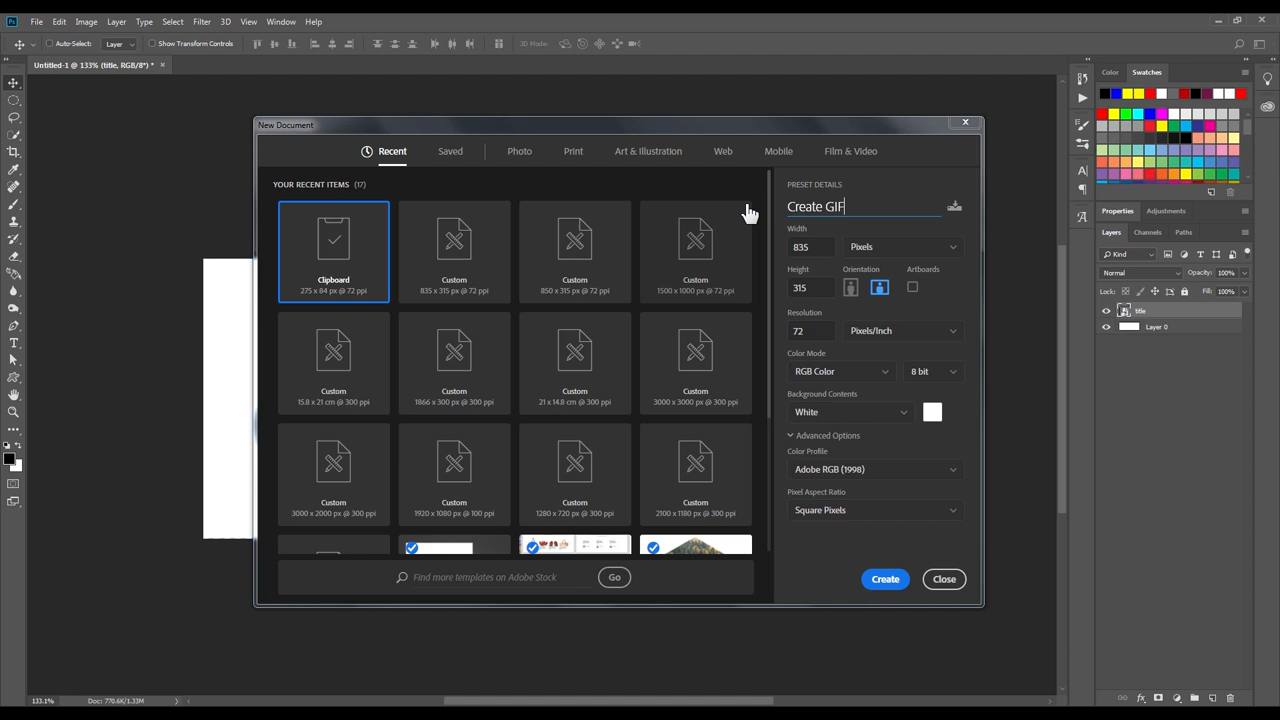 Ps File Edit Image Layer Type Select Filter 3D View Window Help
Auto-Select: Layer Show Transform Controls 3D Mode:
Untitled-1 @ 133% (title, RGB/8*) * ×
Color Swatches
New Document
Recent Saved Print Art & Illustration Web Mobile Film & Video
YOUR RECENT ITEMS (17)
Clipboard
275 x 84 px @ 72 ppi
Custom
835 x 315 px @ 72 ppi
Custom
850 x 315 px @ 72 ppi
Custom
1500 x 1000 px @ 72 ppi
Custom
15.8 x 21 cm @ 300 ppi
Custom
1866 x 300 px @ 300 ppi
Custom
21 x 14.8 cm @ 300 ppi
Custom
3000 x 3000 px @ 300 ppi
Custom
3000 x 2000 px @ 300 ppi
Custom
1920 x 1080 px @ 100 ppi
Custom
1280 x 720 px @ 300 ppi
Custom
2100 x 1180 px @ 300 ppi
Find more templates on Adobe Stock Go
PRESET DETAILS
Create GIF
Width
835 Pixels
Height Orientation Artboards
315
Resolution
72 Pixels/Inch
Color Mode
RGB Color 8 bit
Background Contents
White
Advanced Options
Color Profile
Adobe RGB (1998)
Pixel Aspect Ratio
Square Pixels
Create Close
Properties Adjustments
Layers Channels Paths
Kind
Normal Opacity: 100%
Lock: Fill: 100%
title
Layer 0
133.1% Doc: 770.6K/1.33M